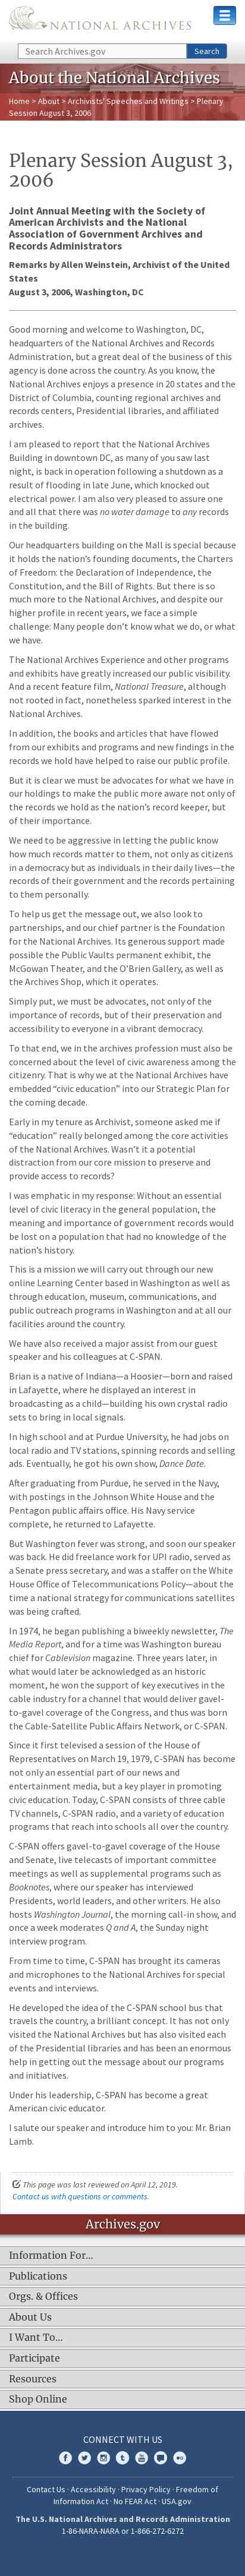 NATIONAL ARCHIVES
Search Archives.gov
Search
About the National Archives
Home > About > Archivists' Speeches and Writings > Plenary
Session August 3, 2006
Plenary Session August 3,
2006
Joint Annual Meeting with the Society of
American Archivists and the National
Association of Government Archives and
Records Administrators
Remarks by Allen Weinstein, Archivist of the United
States
August 3, 2006, Washington, DC
Good morning and welcome to Washington, DC,
headquarters of the National Archives and Records
Administration, but a great deal of the business of this
agency is done across the country. As you know, the
National Archives enjoys a presence in 20 states and the
District of Columbia, counting regional archives and
records centers, Presidential libraries, and affiliated
archives.
I am pleased to report that the National Archives
Building in downtown DC, as many of you saw last
night, is back in operation following a shutdown as a
result of flooding in late June, which knocked out
electrical power. I am also very pleased to assure one
and all that there was no water damage to any records
in the building.
Our headquarters building on the Mall is special because
it holds the nation's founding documents, the Charters
of Freedom: the Declaration of Independence, the
Constitution, and the Bill of Rights. But there is so
much more to the National Archives, and despite our
higher profile in recent years, we face a simple
challenge: Many people don't know what we do, or what
we have.
The National Archives Experience and other programs
and exhibits have greatly increased our public visibility.
And a recent feature film, National Treasure, although
not rooted in fact, nonetheless sparked interest in the
National Archives.
In addition, the books and articles that have flowed
from our exhibits and programs and new findings in the
records we hold have helped to raise our public profile.
But it is clear we must be advocates for what we have in
our holdings to make the public more aware not only of
the records we hold as the nation's record keeper, but
of their importance.
We need to be aggressive in letting the public know
how much records matter to them, not only as citizens
in a democracy but as individuals in their daily lives—the
records of their government and the records pertaining
to them personally.
To help us get the message out, we also look to
partnerships, and our chief partner is the Foundation
for the National Archives. Its generous support made
possible the Public Vaults permanent exhibit, the
McGowan Theater, and the O'Brien Gallery, as well as
the Archives Shop, which it operates.
Simply put, we must be advocates, not only of the
importance of records, but of their preservation and
accessibility to everyone in a vibrant democracy.
To that end, we in the archives profession must also be
concerned about the level of civic awareness among the
citizenry. That is why we at the National Archives have
embedded "civic education" into our Strategic Plan for
the coming decade.
Early in my tenure as Archivist, someone asked me if
"education" really belonged among the core activities
of the National Archives. Wasn't it a potential
distraction from our core mission to preserve and
provide access to records?
I was emphatic in my response: Without an essential
level of civic literacy in the general population, the
meaning and importance of government records would
be lost on a population that had no knowledge of the
nation's history.
This is a mission we will carry out through our new
online Learning Center based in Washington as well as
through education, museum, communications, and
public outreach programs in Washington and at all our
facilities around the country.
We have also received a major assist from our guest
speaker and his colleagues at C-SPAN.
Brian is a native of Indiana—a Hoosier—born and raised
in Lafayette, where he displayed an interest in
broadcasting as a child—building his own crystal radio
sets to bring in local signals.
In high school and at Purdue University, he had jobs on
local radio and TV stations, spinning records and selling
ads. Eventually, he got his own show, Dance Date.
After graduating from Purdue, he served in the Navy,
with postings in the Johnson White House and the
Pentagon public affairs office. His Navy service
complete, he returned to Lafayette.
But Washington fever was strong, and soon our speaker
was back. He did freelance work for UPI radio, served as
a Senate press secretary, and was a staffer on the White
House Office of Telecommunications Policy—about the
time a national strategy for communications satellites
was being crafted.
In 1974, he began publishing a biweekly newsletter, The
Media Report, and for a time was Washington bureau
chief for Cablevision magazine. Three years later, in
what would later be acknowledged as an historic
moment, he won the support of key executives in the
cable industry for a channel that would deliver gavel-
to-gavel coverage of the Congress, and thus was born
the Cable-Satellite Public Affairs Network, or C-SPAN.
Since it first televised a session of the House of
Representatives on March 19, 1979, C-SPAN has become
not only an essential part of our news and
entertainment media, but a key player in promoting
civic education. Today, C-SPAN consists of three cable
TV channels, C-SPAN radio, and a variety of education
programs that reach into schools all over the country.
C-SPAN offers gavel-to-gavel coverage of the House
and Senate, live telecasts of important committee
meetings as well as supplemental programs such as
Booknotes, where our speaker has interviewed
Presidents, world leaders, and other writers. He also
hosts Washington Journal, the morning call-in show, and
once a week moderates Q and A, the Sunday night
interview program.
From time to time, C-SPAN has brought its cameras
and microphones to the National Archives for special
events and interviews.
He developed the idea of the C-SPAN school bus that
travels the country, a brilliant concept. It has not only
visited the National Archives but has also visited each
of the Presidential libraries and has been an enormous
help in getting out the message about our programs
and initiatives.
Under his leadership, C-SPAN has become a great
American civic educator.
I salute our speaker and introduce him to you: Mr. Brian
Lamb.
This page was last reviewed on April 12, 2019.
Contact us with questions or comments.
Archives.gov
Information For...
Publications
Orgs. & Offices
About Us
I Want To...
Participate
Resources
Shop Online
CONNECT WITH US
Contact Us · Accessibility · Privacy Policy · Freedom of
Information Act · No FEAR Act · USA.gov
The U.S. National Archives and Records Administration
1-86-NARA-NARA or 1-866-272-6272